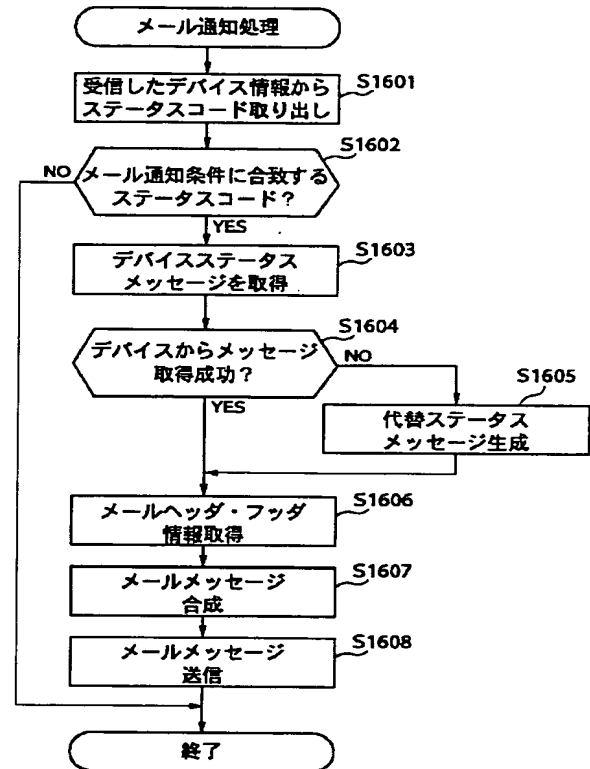 メール通知処理
受信したデバイス情報から
ステータスコード取り出し
S1601
S1602
NO
メール通知条件に合致する
ステータスコード？
YES
S1603
デバイスステータス
メッセージを取得
S1604
デバイスからメッセージ
取得成功？
NO
YES
S1605
代替ステータス
メッセージ生成
S1606
メールヘッダ・フッダ
情報取得
S1607
メールメッセージ
合成
S1608
メールメッセージ
送信
終了